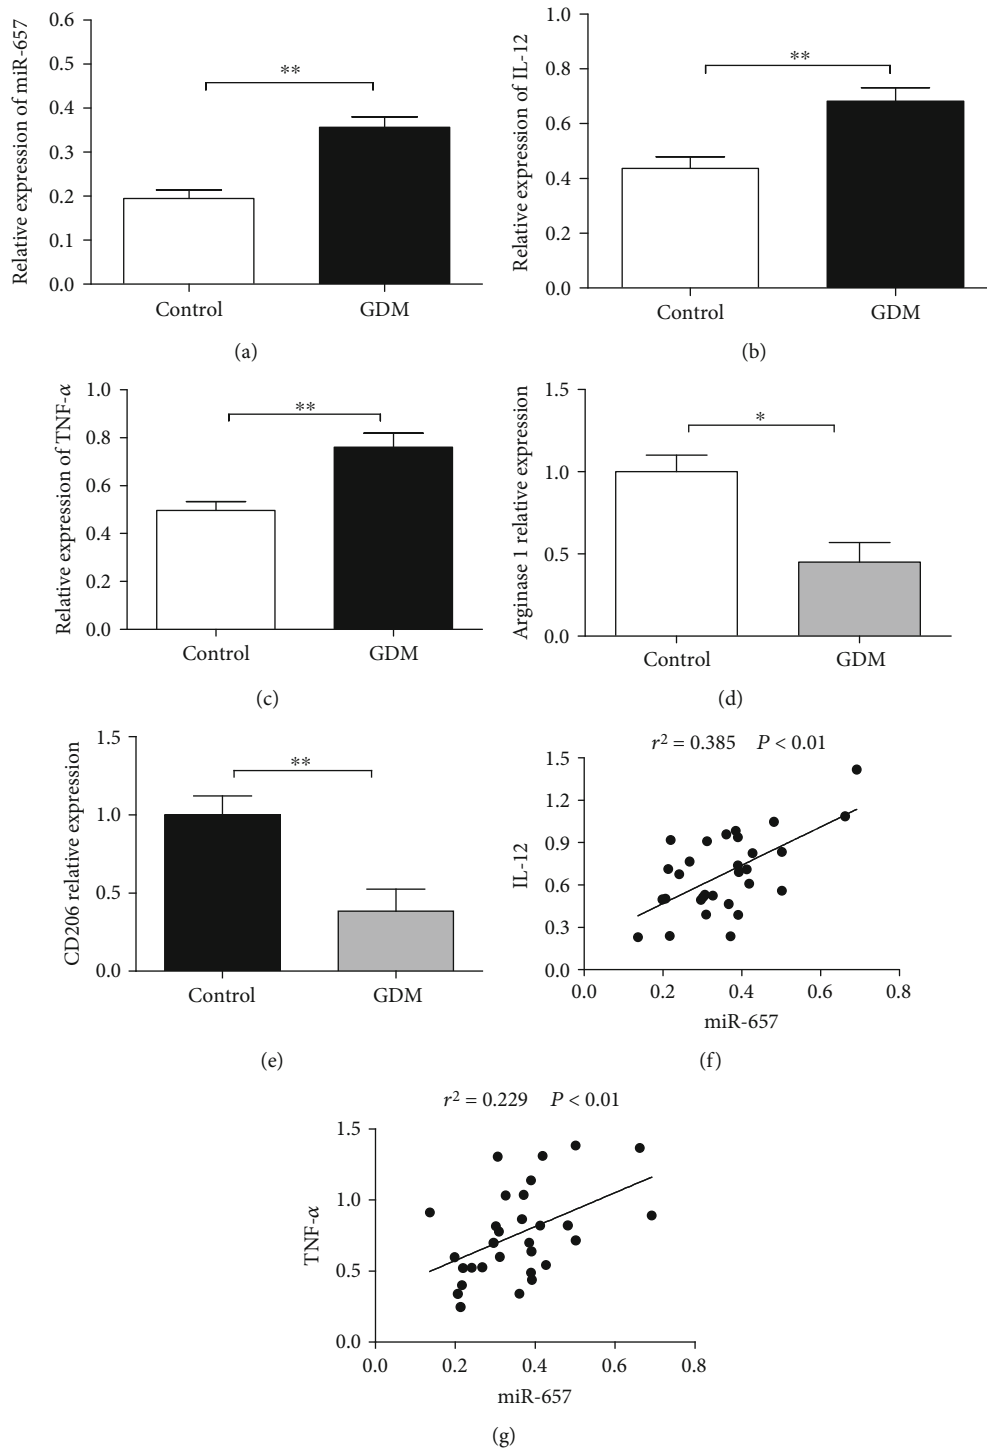 Relative expression of miR-657
0.6
0.5
0.4
0.3
0.2
0.1
0.0
**
Control
GDM
(a)
Relative expression of IL-12
1.0
0.8
0.6
0.4
0.2
0.0
**
Control
GDM
(b)
Relative expression of TNF-α
1.0
0.8
0.6
0.4
0.2
0.0
**
Control
GDM
(c)
Arginase 1 relative expression
1.5
1.0
0.5
0.0
*
Control
GDM
(d)
CD206 relative expression
1.5
1.0
0.5
0.0
**
Control
GDM
(e)
r² = 0.385 P < 0.01
IL-12
1.5
1.2
0.9
0.6
0.3
0.0
0.0 0.2 0.4 0.6 0.8
miR-657
(f)
r² = 0.229 P < 0.01
TNF-α
1.5
1.0
0.5
0.0
0.0 0.2 0.4 0.6 0.8
miR-657
(g)